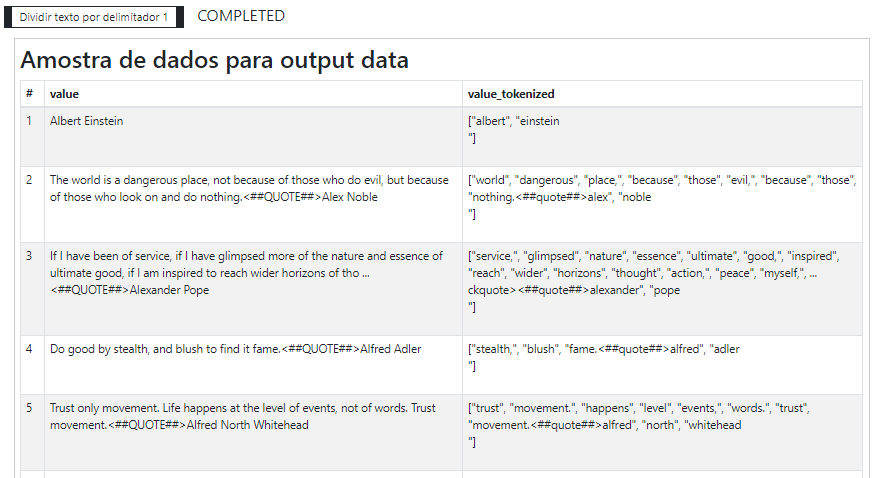 Dividir texto por delimitador 1 COMPLETED
Amostra de dados para output data
# value value_tokenized
1 Albert Einstein ["albert", "einstein
"]
2 The world is a dangerous place, not because of those who do evil, but because ["world", "dangerous", "place,", "because", "those", "evil,", "because", "those",
of those who look on and do nothing.<##QUOTE##>Alex Noble "nothing.<##quote##>alex", "noble
"]
3 If I have been of service, if I have glimpsed more of the nature and essence of ["service,", "glimpsed", "nature", "essence", "ultimate", "good,", "inspired",
ultimate good, if I am inspired to reach wider horizons of tho ... "reach", "wider", "horizons", "thought", "action,", "peace", "myself,", ...
<##QUOTE##>Alexander Pope ckquote><##quote##>alexander", "pope
"]
4 Do good by stealth, and blush to find it fame.<##QUOTE##>Alfred Adler ["stealth,", "blush", "fame.<##quote##>alfred", "adler
"]
5 Trust only movement. Life happens at the level of events, not of words. Trust ["trust", "movement.", "happens", "level", "events,", "words.", "trust",
movement.<##QUOTE##>Alfred North Whitehead "movement.<##quote##>alfred", "north", "whitehead
"]